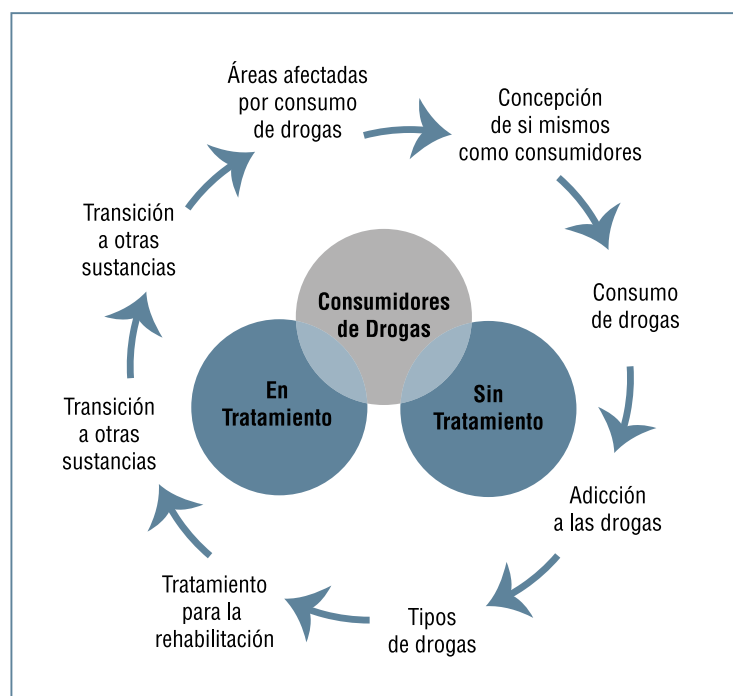 Áreas afectadas
por consumo
de drogas
Concepción
de si mismos
como consumidores
Consumo
de drogas
Adicción
a las drogas
Tipos
de drogas
Tratamiento
para la
rehabilitación
Transición
a otras
sustancias
Transición
a otras
sustancias
Consumidores
de Drogas
En
Tratamiento
Sin
Tratamiento